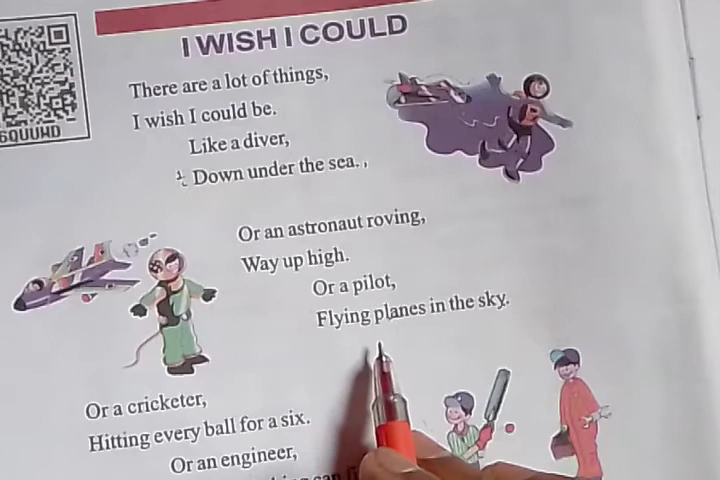 I WISH I COULD
There are a lot of things,
I wish I could be.
Like a diver,
Down under the sea.
Or an astronaut roving,
Way up high.
Or a pilot,
Flying planes in the sky.
Or a cricketer,
Hitting every ball for a six.
Or an engineer,